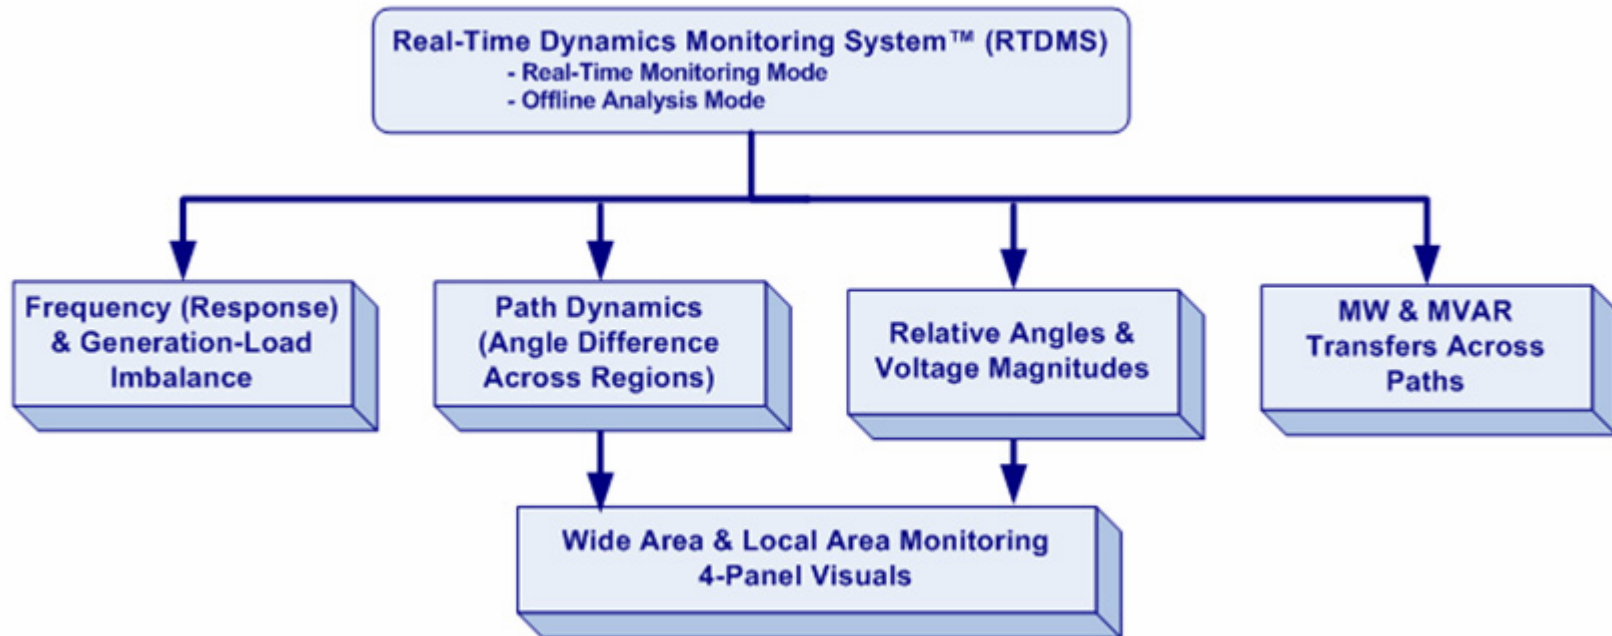 Real-Time Dynamics Monitoring System™ (RTDMS)
- Real-Time Monitoring Mode
- Offline Analysis Mode
Frequency (Response)
& Generation-Load
Imbalance
Path Dynamics
(Angle Difference
Across Regions)
Relative Angles &
Voltage Magnitudes
MW & MVAR
Transfers Across
Paths
Wide Area & Local Area Monitoring
4-Panel Visuals